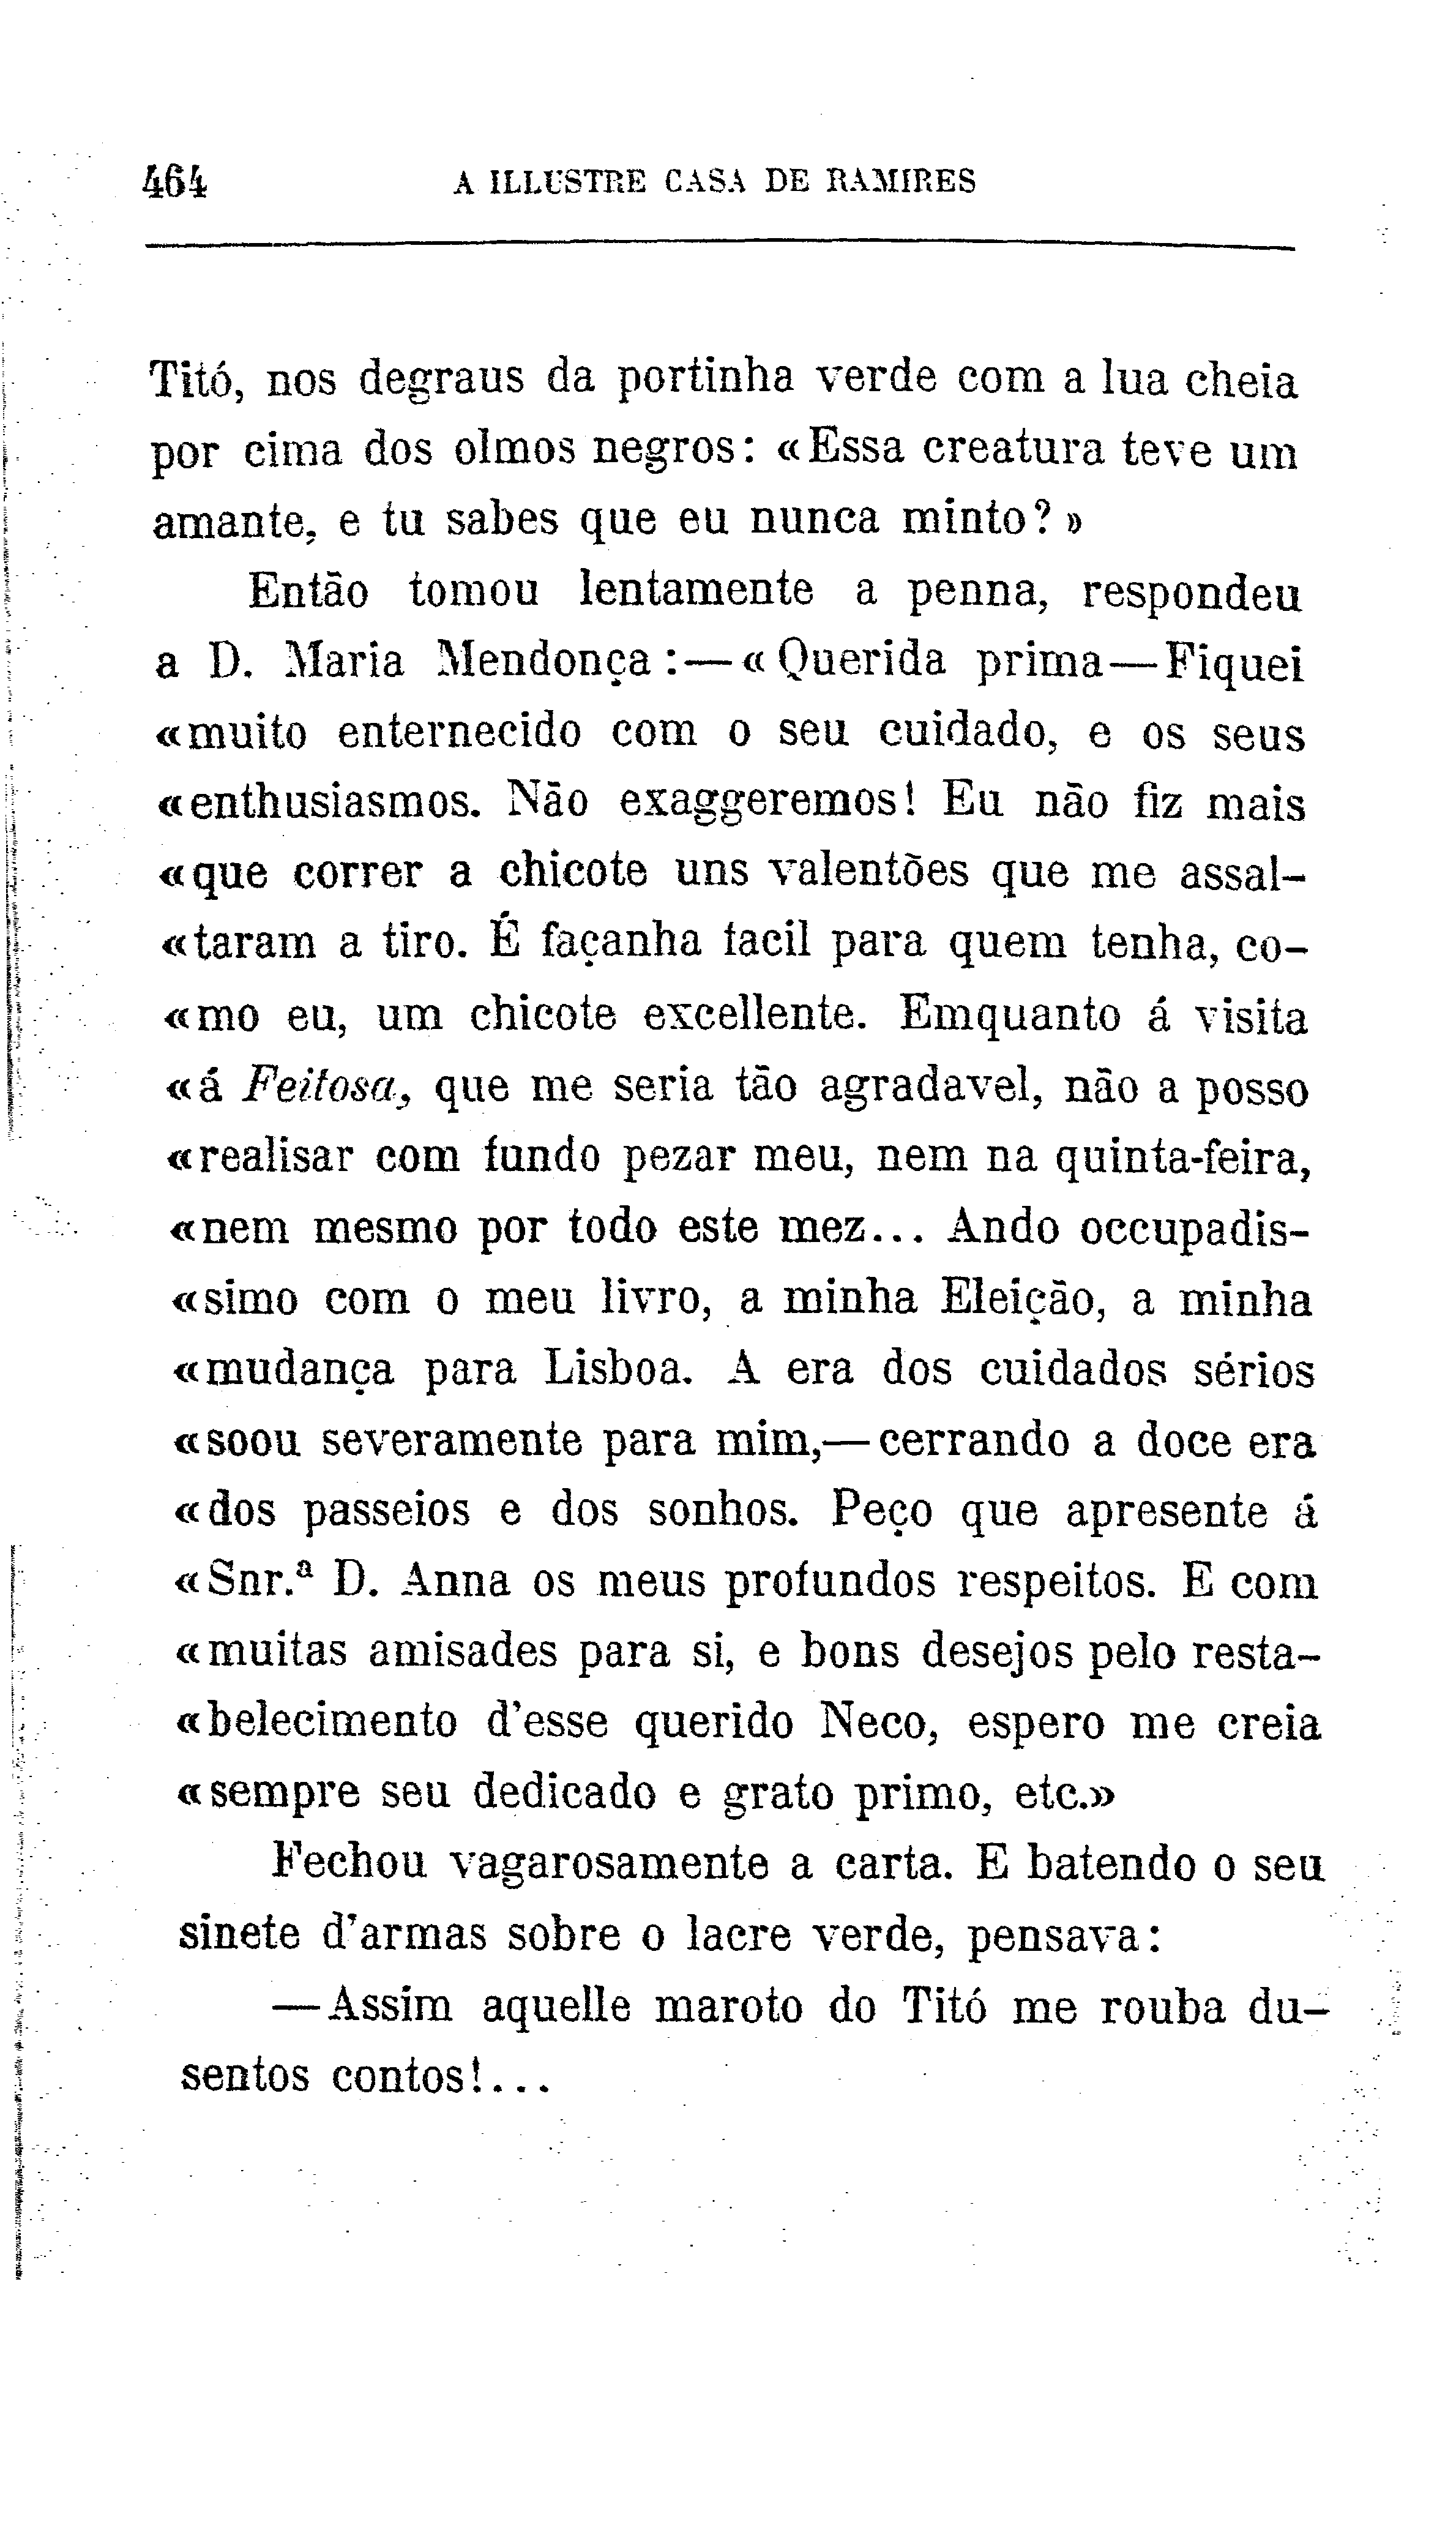 464 A ILLUSTRE CASA DE RAMIRES
Titó, nos degraus da portinha verde com a lua cheia
por cima dos olmos negros: «Essa creatura teve um
amante, e tu sabes que eu nunca minto?»
Então tomou lentamente a penna, respondeu
a D. Maria Mendonça:—«Querida prima—Fiquei
«muito enternecido com o seu cuidado, e os seus
«enthusiasmos. Não exaggeremos! Eu não fiz mais
«que correr a chicote uns valentões que me assal-
«taram a tiro. É façanha facil para quem tenha, co-
«mo eu, um chicote excellente. Emquanto á visita
«á Feitosa, que me seria tão agradavel, não a posso
«realisar com fundo pezar meu, nem na quinta-feira,
«nem mesmo por todo este mez... Ando occupadis-
«simo com o meu livro, a minha Eleição, a minha
«mudança para Lisboa. A era dos cuidados sérios
«soou severamente para mim,—cerrando a doce era
«dos passeios e dos sonhos. Peço que apresente á
«Snr.ª D. Anna os meus profundos respeitos. E com
«muitas amisades para si, e bons desejos pelo resta-
«belecimento d'esse querido Neco, espero me creia
«sempre seu dedicado e grato primo, etc.»
Fechou vagarosamente a carta. E batendo o seu
sinete d'armas sobre o lacre verde, pensava:
—Assim aquelle maroto do Titó me rouba du-
sentos contos!...